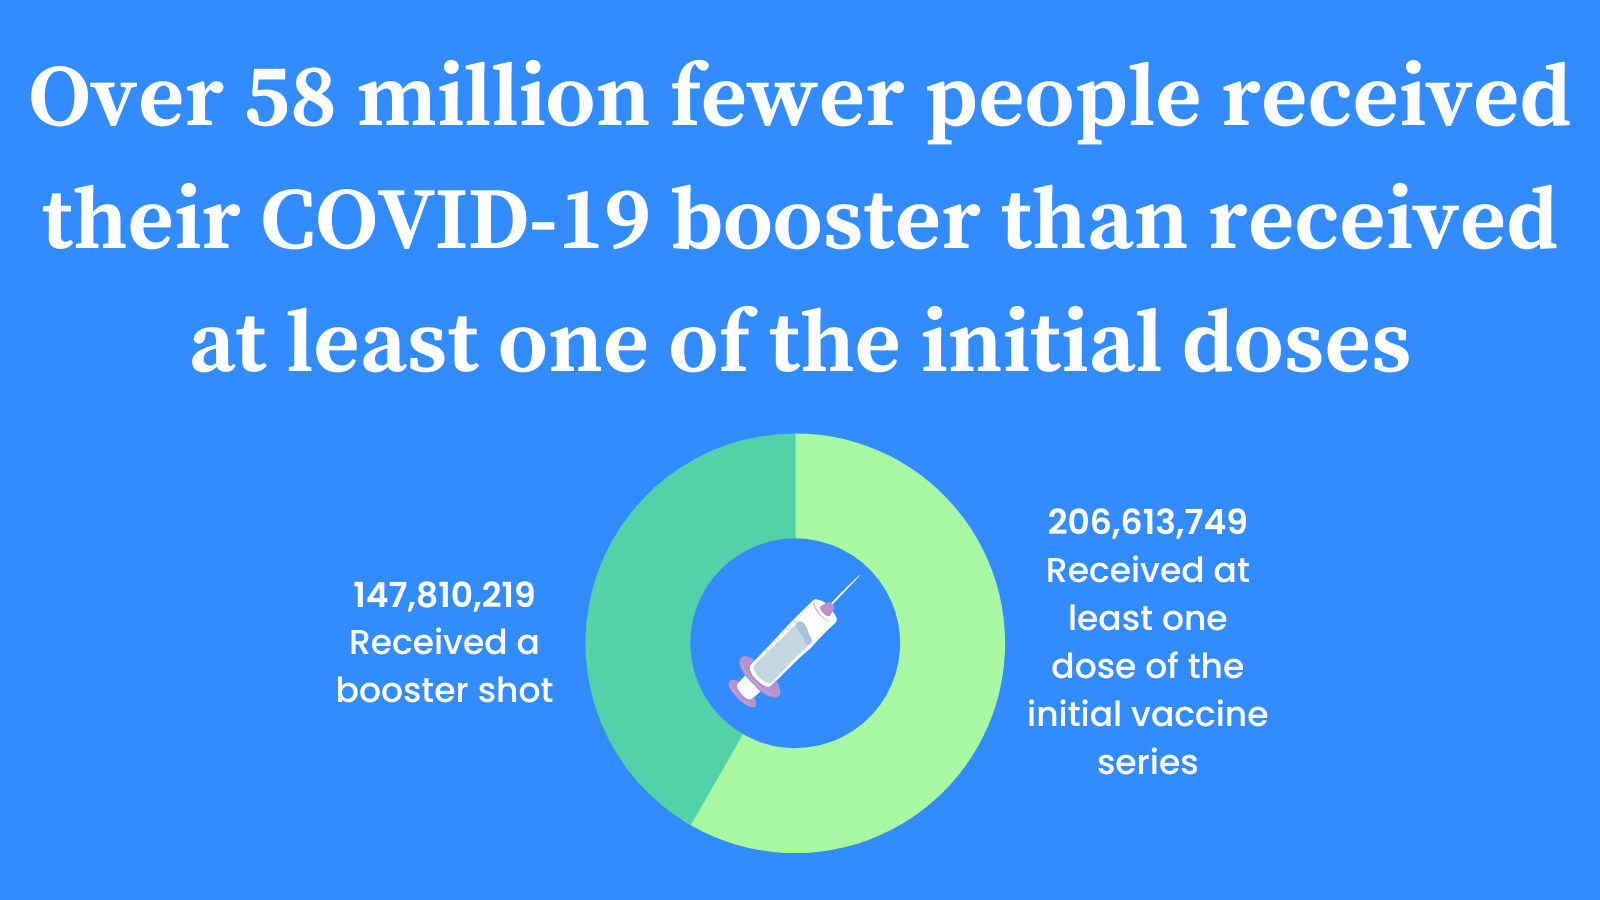 Over 58 million fewer people received
their COVID-19 booster than received
at least one of the initial doses
147,810,219
Received a
booster shot
206,613,749
Received at
least one
dose of the
initial vaccine
series